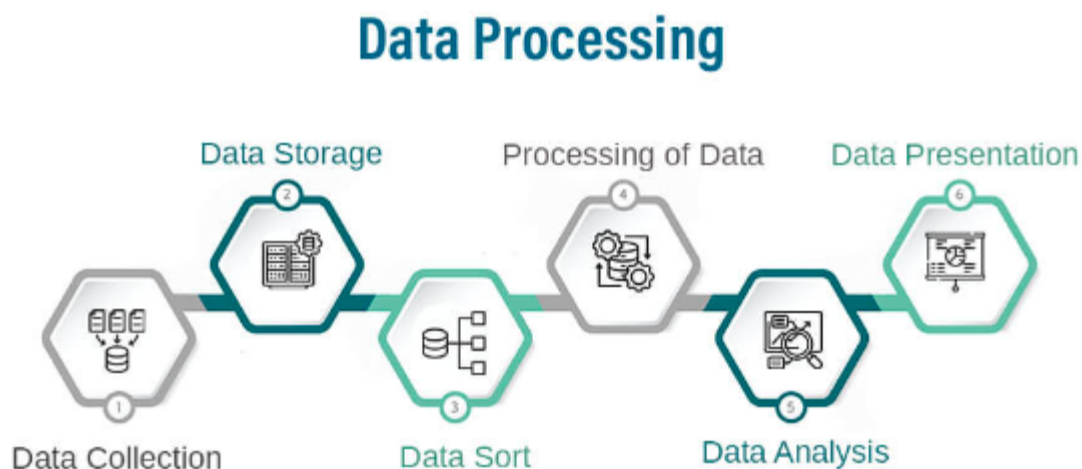 Data Processing
Data Storage
Processing of Data
Data Presentation
2
4
6
1
3
5
Data Collection
Data Sort
Data Analysis